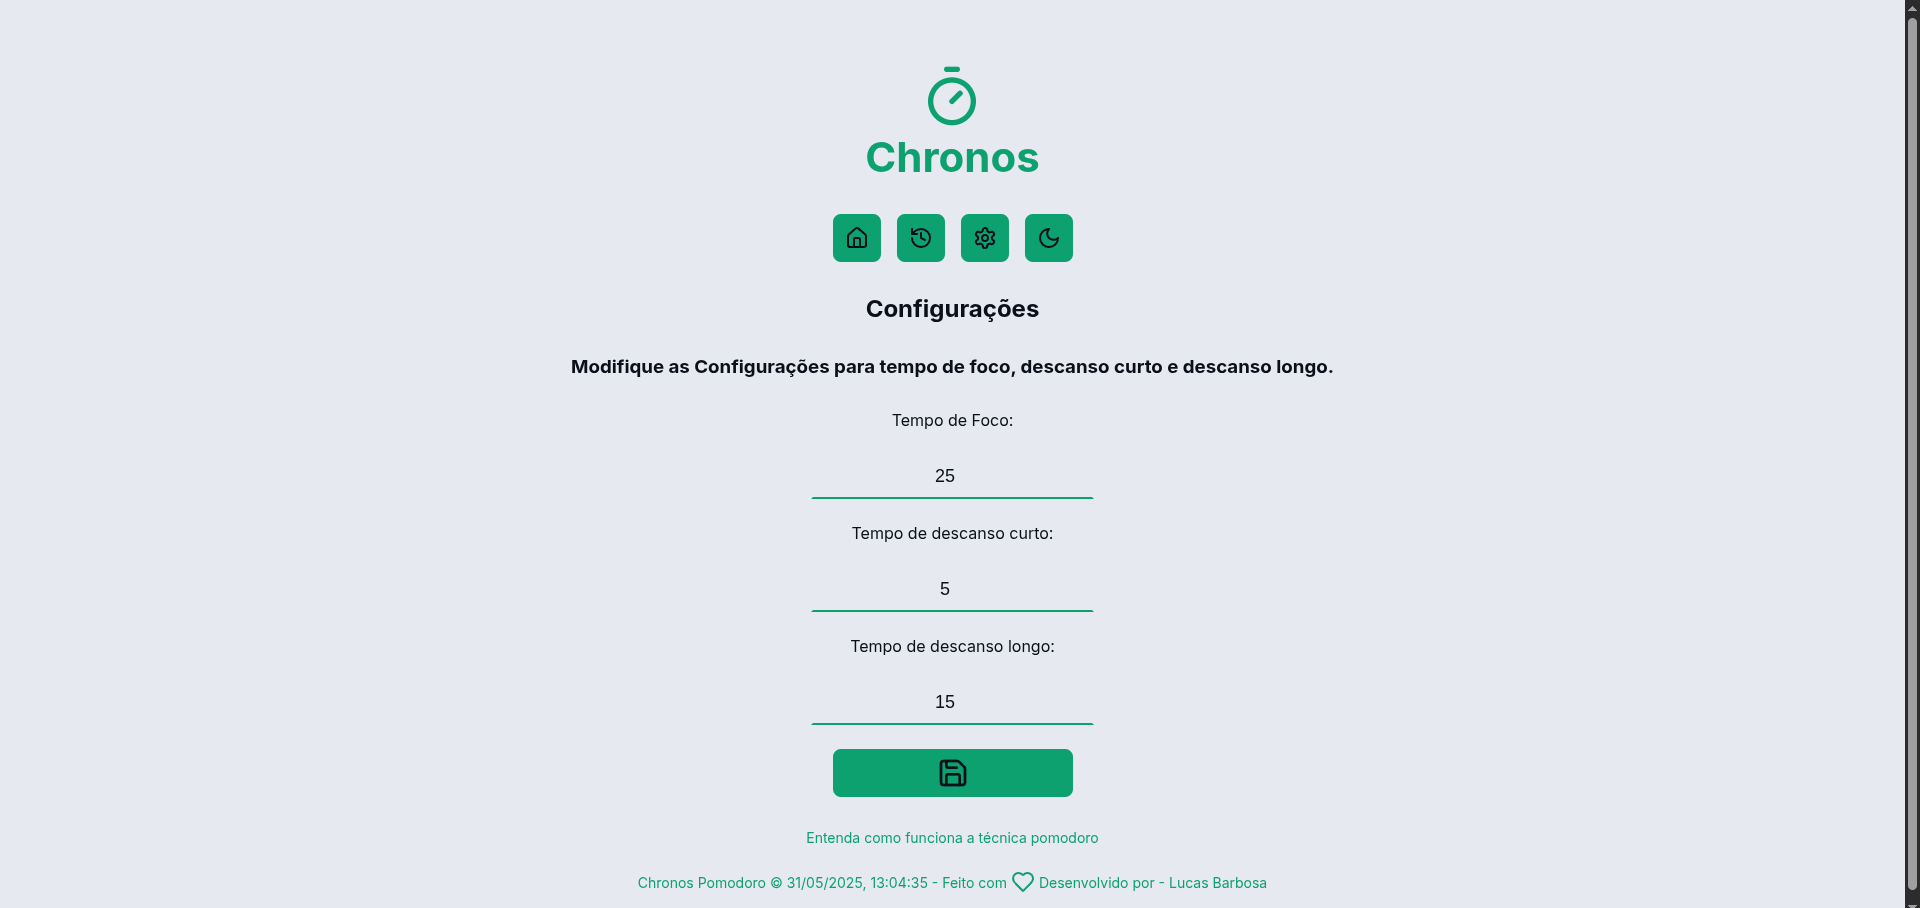 Chronos
Configurações
Modifique as Configurações para tempo de foco, descanso curto e descanso longo.
Tempo de Foco:
25
Tempo de descanso curto:
5
Tempo de descanso longo:
15
Entenda como funciona a técnica pomodoro
Chronos Pomodoro © 31/05/2025, 13:04:35 - Feito com Desenvolvido por - Lucas Barbosa